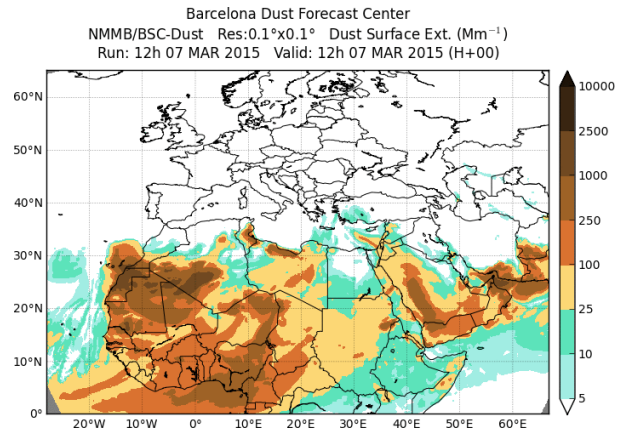 Barcelona Dust Forecast Center
NMMB/BSC-Dust Res:0.1°x0.1° Dust Surface Ext. (Mm⁻¹)
Run: 12h 07 MAR 2015 Valid: 12h 07 MAR 2015 (H+00)
60°N
50°N
40°N
30°N
20°N
10°N
0°
20°W
10°W
0°
10°E
20°E
30°E
40°E
50°E
60°E
10000
2500
1000
250
100
25
10
5